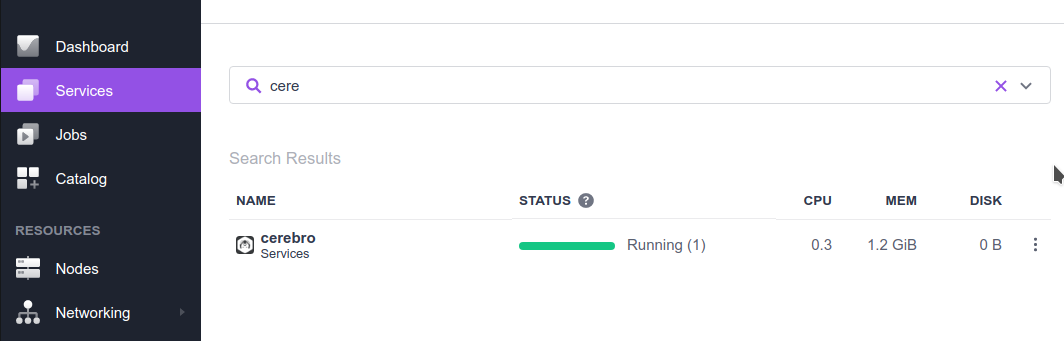 Dashboard
Services
Jobs
Catalog
RESOURCES
Nodes
Networking
cere
Search Results
NAME STATUS ? CPU MEM DISK
cerebro Running (1) 0.3 1.2 GiB 0 B
Services